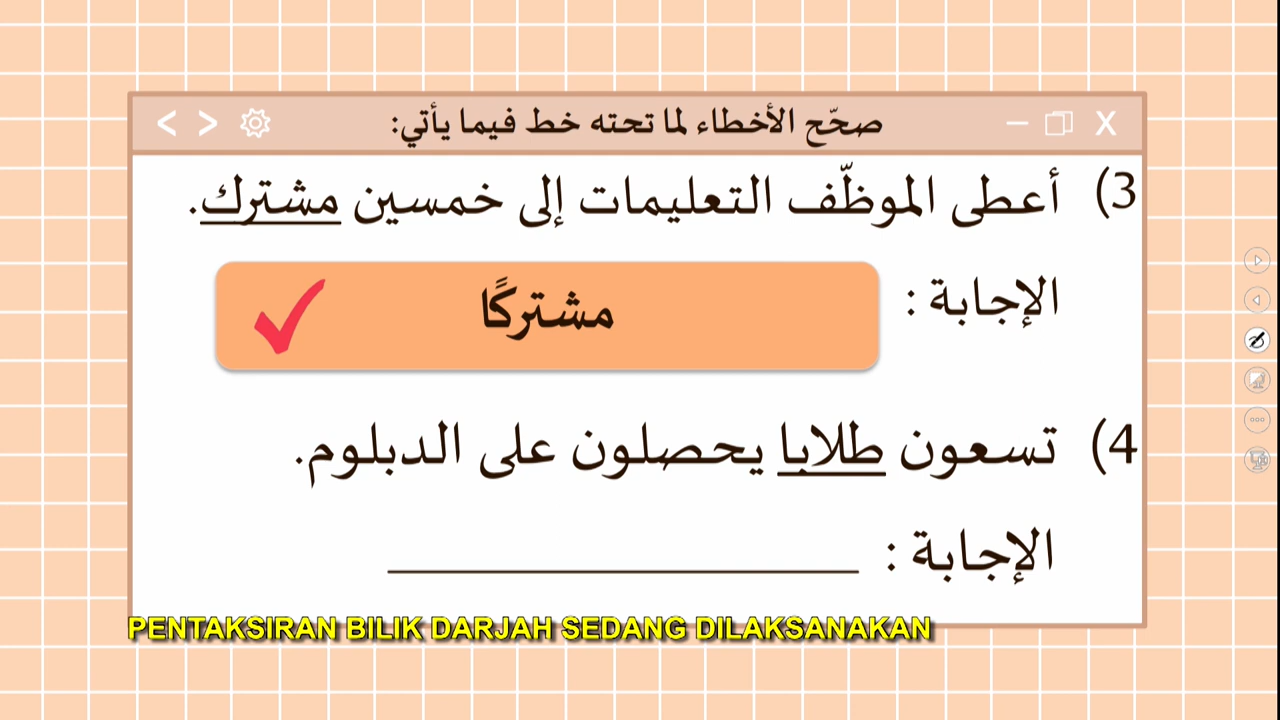 صحّح الأخطاء لما تحته خط فيما يأتي:
3) أعطى الموظّف التعليمات إلى خمسين مشترك.
الإجابة : مشتركًا
4) تسعون طلابا يحصلون على الدبلوم.
الإجابة :
PENTAKSIRAN BILIK DARJAH SEDANG DILAKSANAKAN